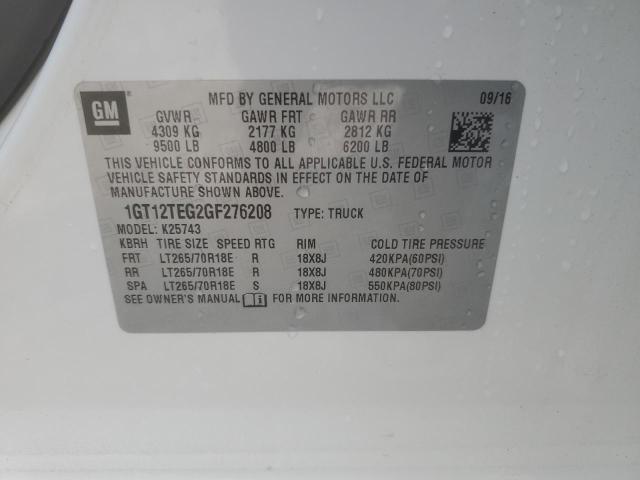 GM
MFD BY GENERAL MOTORS LLC 09/16
GVWR GAWR FRT GAWR RR
4309 KG 2177 KG 2812 KG
9500 LB 4800 LB 6200 LB
THIS VEHICLE CONFORMS TO ALL APPLICABLE U.S. FEDERAL MOTOR
VEHICLE SAFETY STANDARDS IN EFFECT ON THE DATE OF
MANUFACTURE SHOWN ABOVE.
1GT12TEG2GF276208 TYPE: TRUCK
MODEL: K25743
KBRH TIRE SIZE SPEED RTG RIM COLD TIRE PRESSURE
FRT LT265/70R18E R 18X8J 420KPA(60PSI)
RR LT265/70R18E R 18X8J 480KPA(70PSI)
SPA LT265/70R18E S 18X8J 550KPA(80PSI)
SEE OWNER'S MANUAL FOR MORE INFORMATION.